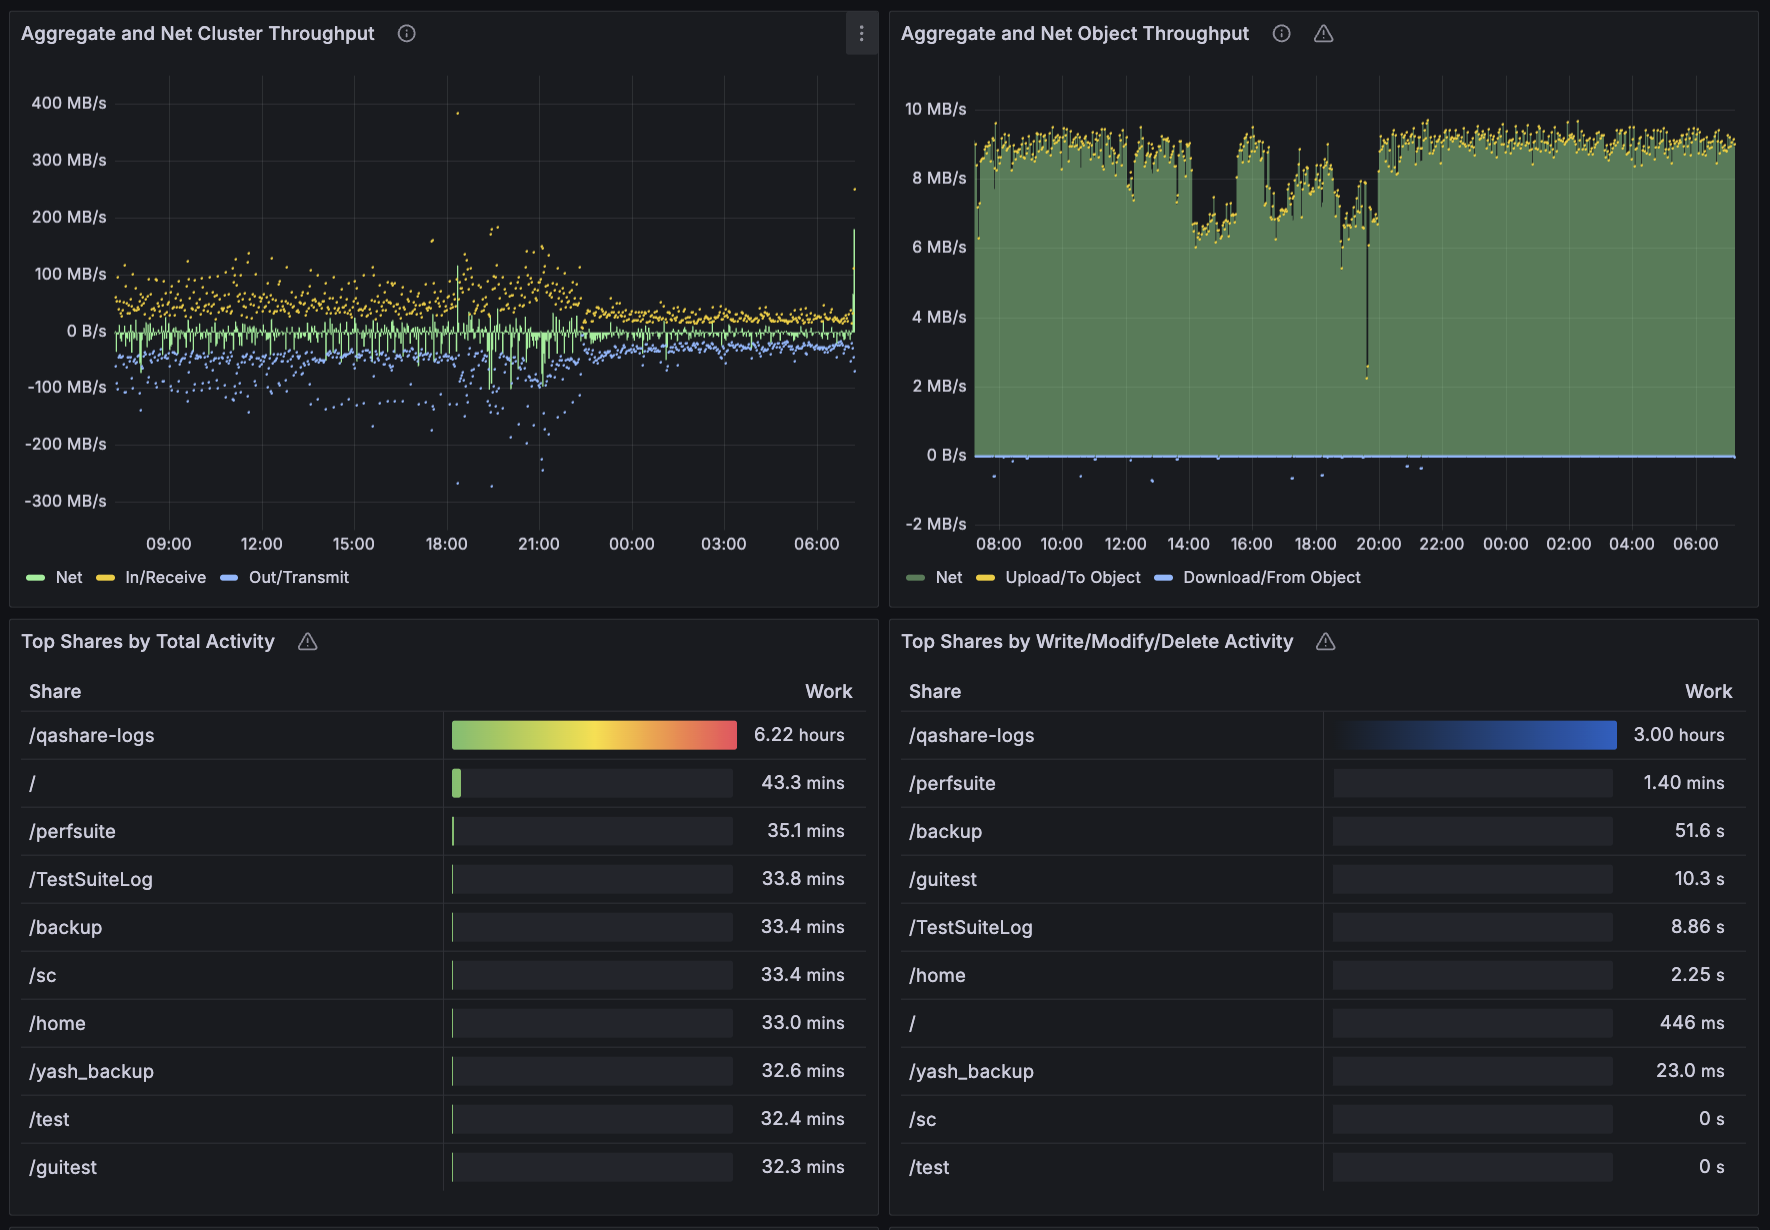 Aggregate and Net Cluster Throughput
400 MB/s
300 MB/s
200 MB/s
100 MB/s
0 B/s
-100 MB/s
-200 MB/s
-300 MB/s
09:00 12:00 15:00 18:00 21:00 00:00 03:00 06:00
Net In/Receive Out/Transmit
Aggregate and Net Object Throughput
10 MB/s
8 MB/s
6 MB/s
4 MB/s
2 MB/s
0 B/s
-2 MB/s
08:00 10:00 12:00 14:00 16:00 18:00 20:00 22:00 00:00 02:00 04:00 06:00
Net Upload/To Object Download/From Object
Top Shares by Total Activity
Share Work
/qashare-logs 6.22 hours
/ 43.3 mins
/perfsuite 35.1 mins
/TestSuiteLog 33.8 mins
/backup 33.4 mins
/sc 33.4 mins
/home 33.0 mins
/yash_backup 32.6 mins
/test 32.4 mins
/guitest 32.3 mins
Top Shares by Write/Modify/Delete Activity
Share Work
/qashare-logs 3.00 hours
/perfsuite 1.40 mins
/backup 51.6 s
/guitest 10.3 s
/TestSuiteLog 8.86 s
/home 2.25 s
/ 446 ms
/yash_backup 23.0 ms
/sc 0 s
/test 0 s